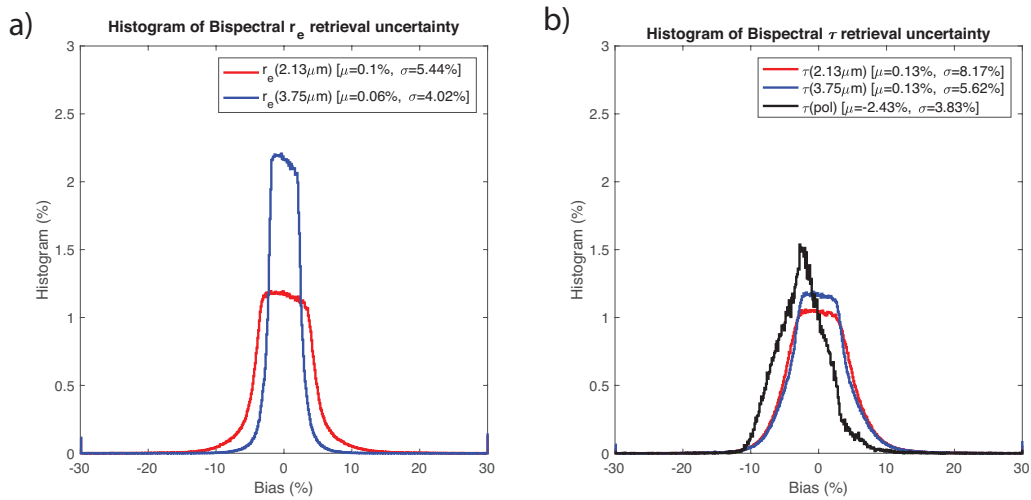 a)
Histogram of Bispectral r e retrieval uncertainty
3
r e (2.13μm) [μ=0.1%, σ=5.44%]
r e (3.75μm) [μ=0.06%, σ=4.02%]
2.5
2
1.5
1
0.5
0
Histogram (%)
-30 -20 -10 0 10 20 30
Bias (%)
b)
Histogram of Bispectral τ retrieval uncertainty
3
τ(2.13μm) [μ=0.13%, σ=8.17%]
τ(3.75μm) [μ=0.13%, σ=5.62%]
τ(pol) [μ=-2.43%, σ=3.83%]
2.5
2
1.5
1
0.5
0
Histogram (%)
-30 -20 -10 0 10 20 30
Bias (%)